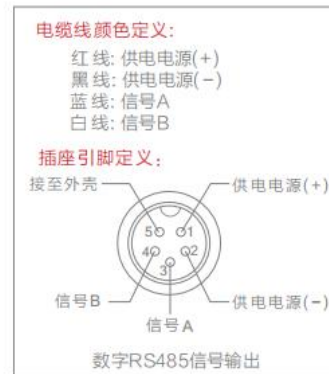 电缆线颜色定义:
红线: 供电电源(+)
黑线: 供电电源(-)
蓝线: 信号A
白线: 信号B
插座引脚定义:
接至外壳
供电电源(+)
5
1
4
2
3
信号B
供电电源(-)
信号A
数字RS485信号输出